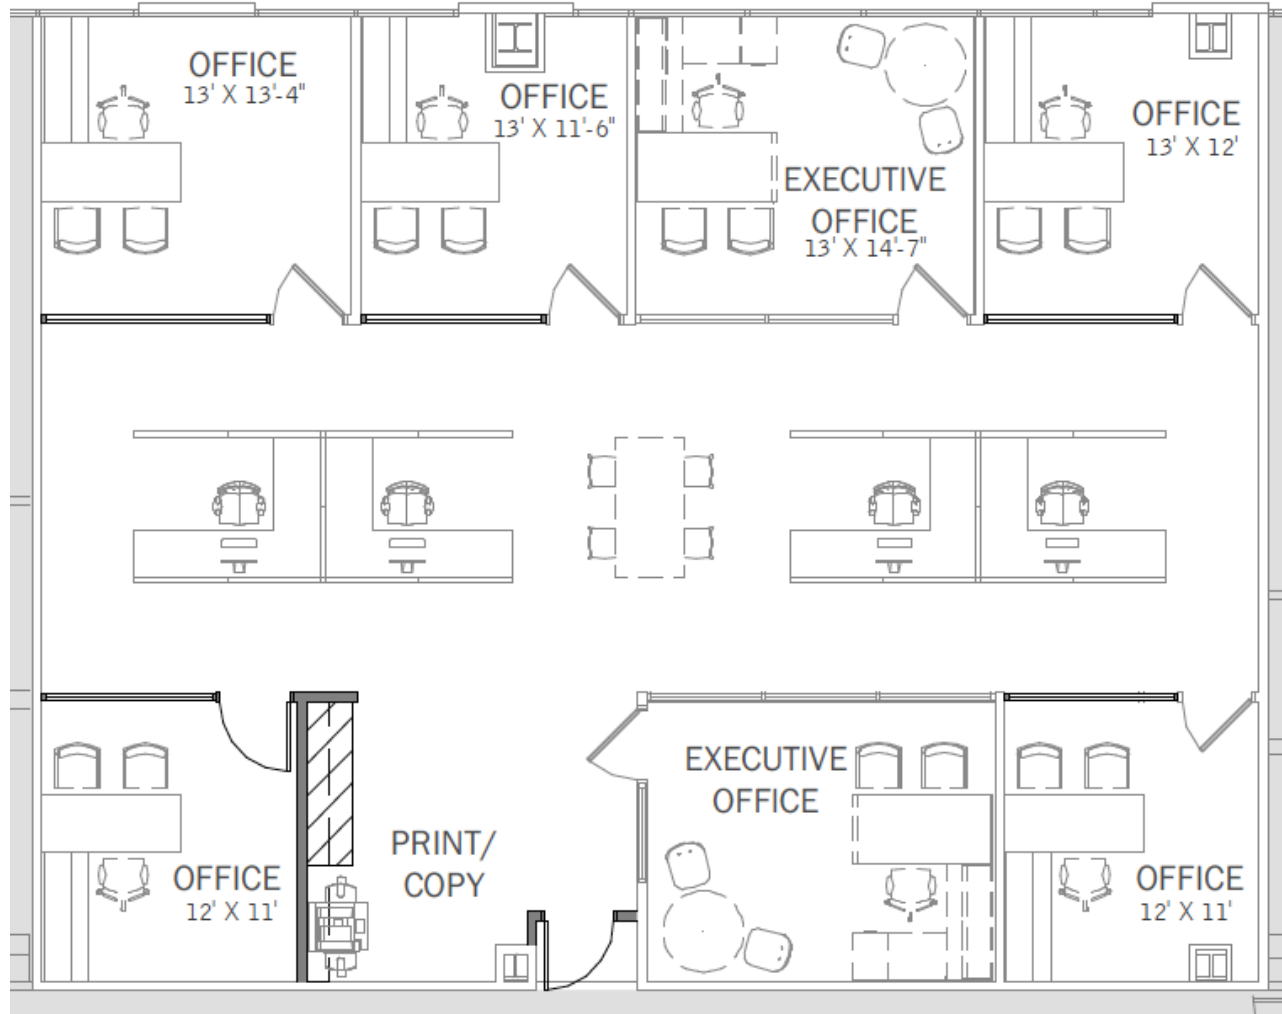 OFFICE
13' X 13'-4"
OFFICE
13' X 11'-6"
EXECUTIVE
OFFICE
13' X 14'-7"
OFFICE
13' X 12'
OFFICE
12' X 11'
PRINT/
COPY
EXECUTIVE
OFFICE
OFFICE
12' X 11'